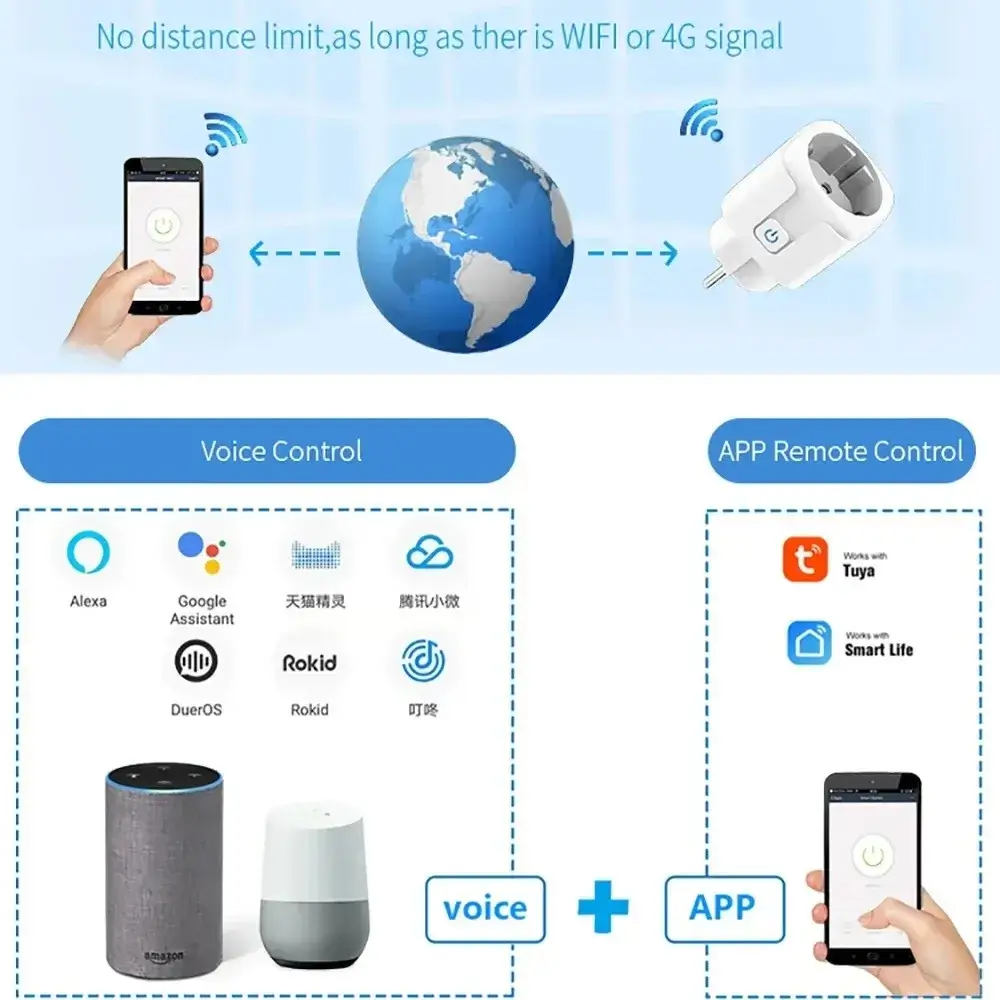 No distance limit,as long as ther is WIFI or 4G signal
Voice Control
APP Remote Control
Alexa
Google
Assistant
天猫精灵
腾讯小微
Works with
Tuya
Rokid
DuerOS
Rokid
叮咚
Works with
Smart Life
amazon
voice
APP